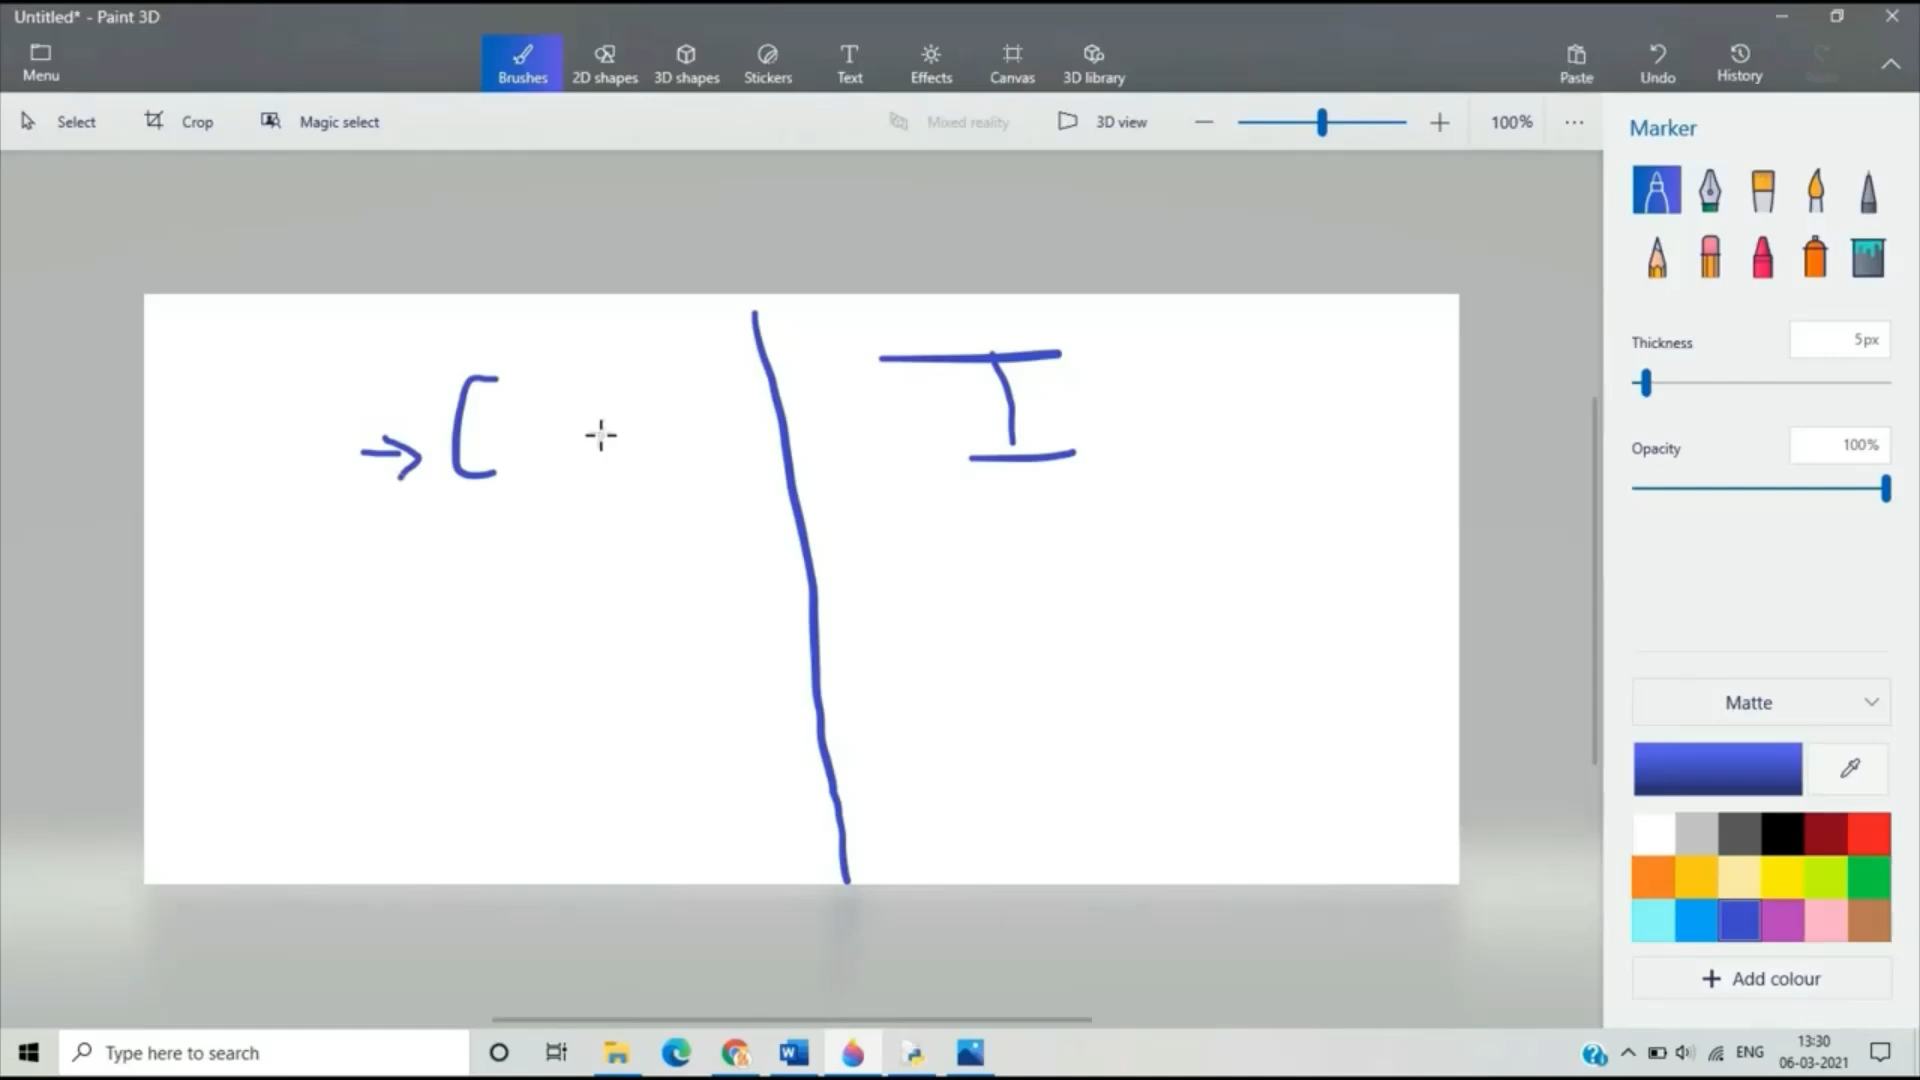 Untitled* - Paint 3D
Menu
Brushes
2D shapes
3D shapes
Stickers
Text
Effects
Canvas
3D library
Paste
Undo
History
Select
Crop
Magic select
Mixed reality
3D view
100%
Marker
Thickness
5px
Opacity
100%
→ C
I
Matte
Add colour
Type here to search
ENG
13:30
06-03-2021